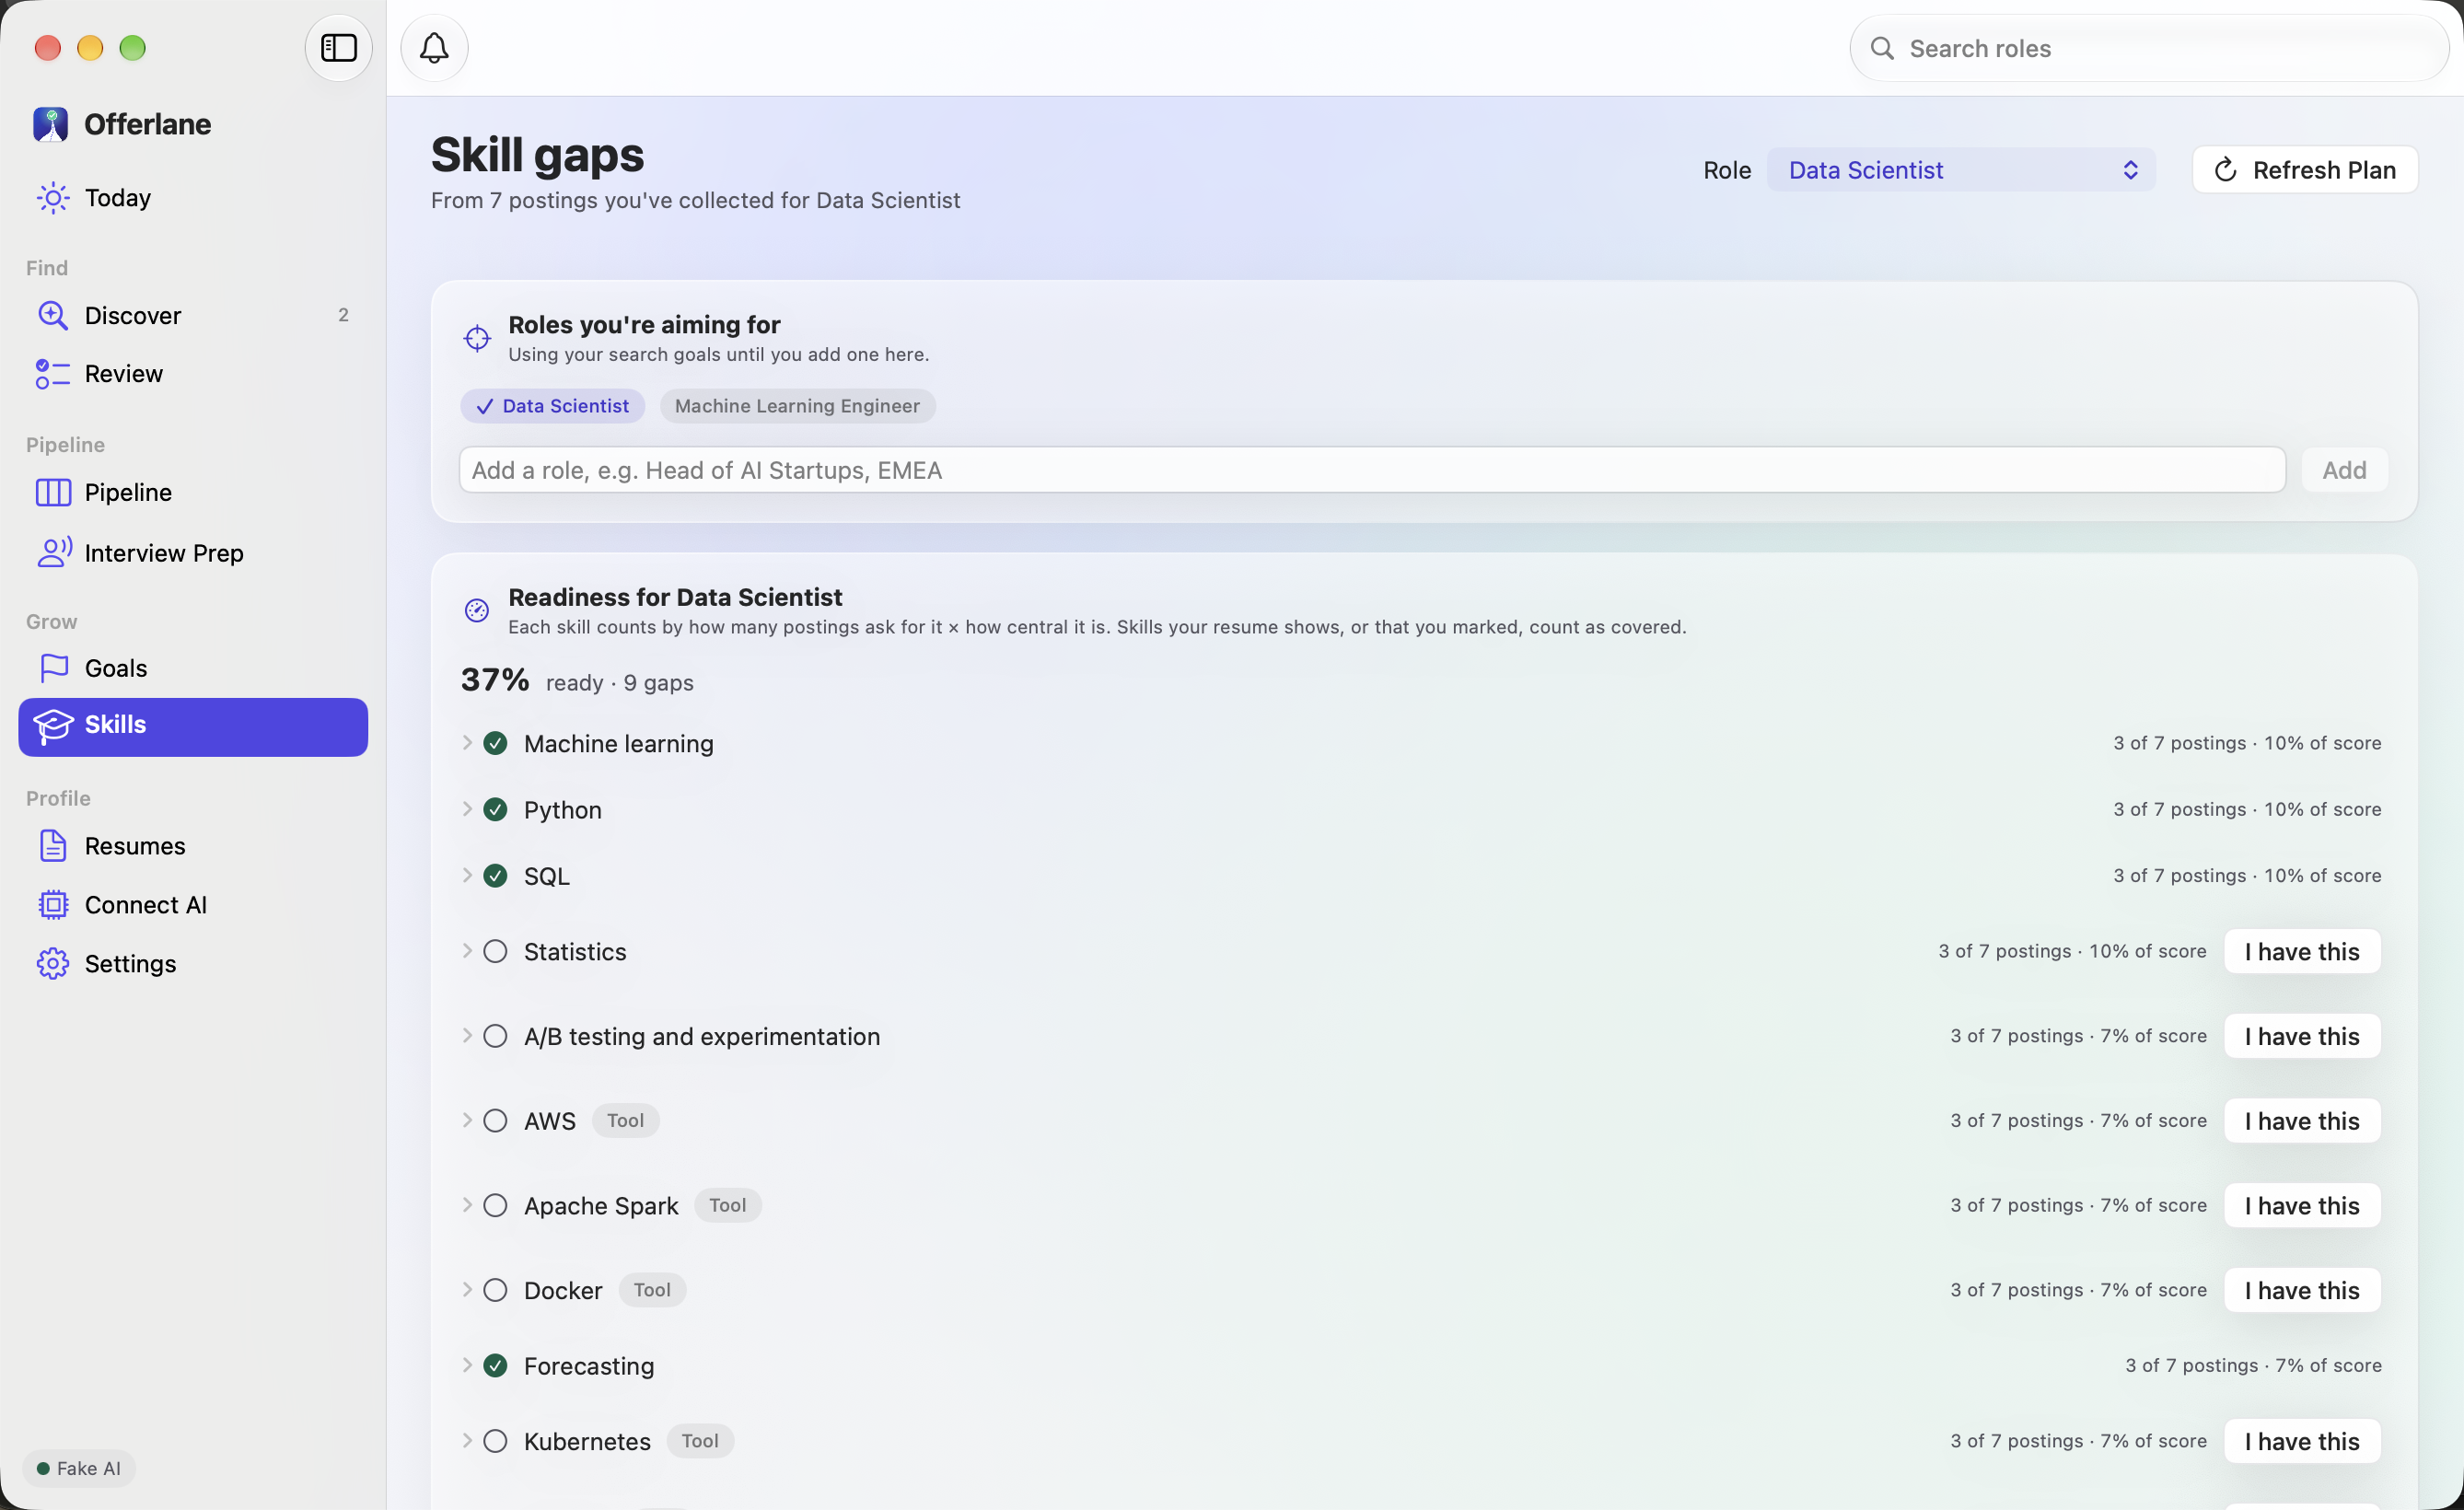 Search roles
Offerlane
Today
Find
Discover 2
Review
Pipeline
Pipeline
Interview Prep
Grow
Goals
Skills
Profile
Resumes
Connect AI
Settings
Fake AI
Skill gaps
From 7 postings you've collected for Data Scientist
Role Data Scientist Refresh Plan
Roles you're aiming for
Using your search goals until you add one here.
Data Scientist Machine Learning Engineer
Add a role, e.g. Head of AI Startups, EMEA Add
Readiness for Data Scientist
Each skill counts by how many postings ask for it × how central it is. Skills your resume shows, or that you marked, count as covered.
37% ready · 9 gaps
Machine learning 3 of 7 postings · 10% of score
Python 3 of 7 postings · 10% of score
SQL 3 of 7 postings · 10% of score
Statistics 3 of 7 postings · 10% of score I have this
A/B testing and experimentation 3 of 7 postings · 7% of score I have this
AWS Tool 3 of 7 postings · 7% of score I have this
Apache Spark Tool 3 of 7 postings · 7% of score I have this
Docker Tool 3 of 7 postings · 7% of score I have this
Forecasting 3 of 7 postings · 7% of score
Kubernetes Tool 3 of 7 postings · 7% of score I have this